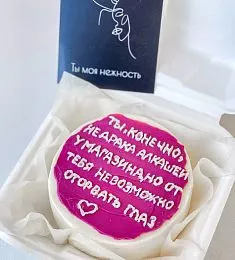 Ты моя нежность
ТЫ, КОНЕЧНО,
НЕ ДРАКА АЛКАШЕЙ
У МАГАЗИНА, НО ОТ
ТЕБЯ НЕВОЗМОЖНО
ОТОРВАТЬ ГЛАЗ